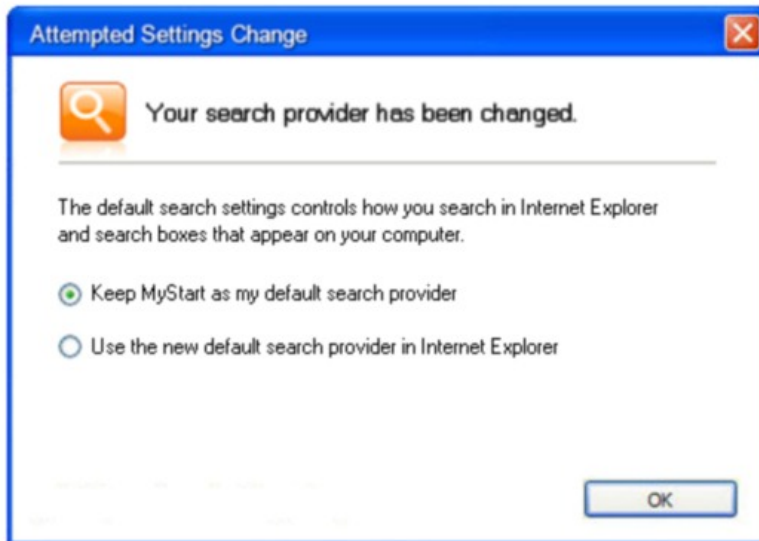 Attempted Settings Change
Your search provider has been changed.
The default search settings controls how you search in Internet Explorer
and search boxes that appear on your computer.
Keep MyStart as my default search provider
Use the new default search provider in Internet Explorer
OK